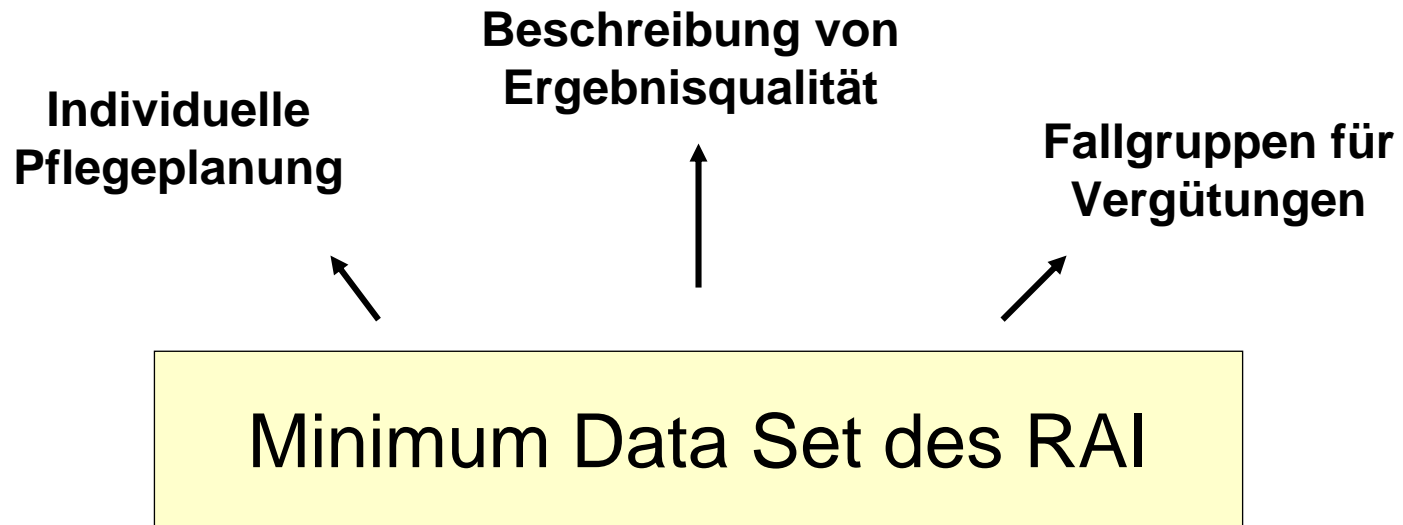 Beschreibung von
Ergebnisqualität
Individuelle
Pflegeplanung
Fallgruppen für
Vergütungen
Minimum Data Set des RAI